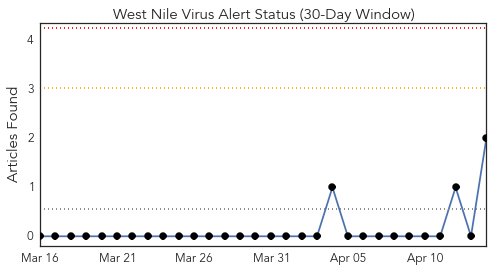 West Nile Virus Alert Status (30-Day Window)
Articles Found
4
3
2
1
0
Mar 16 Mar 21 Mar 26 Mar 31 Apr 05 Apr 10